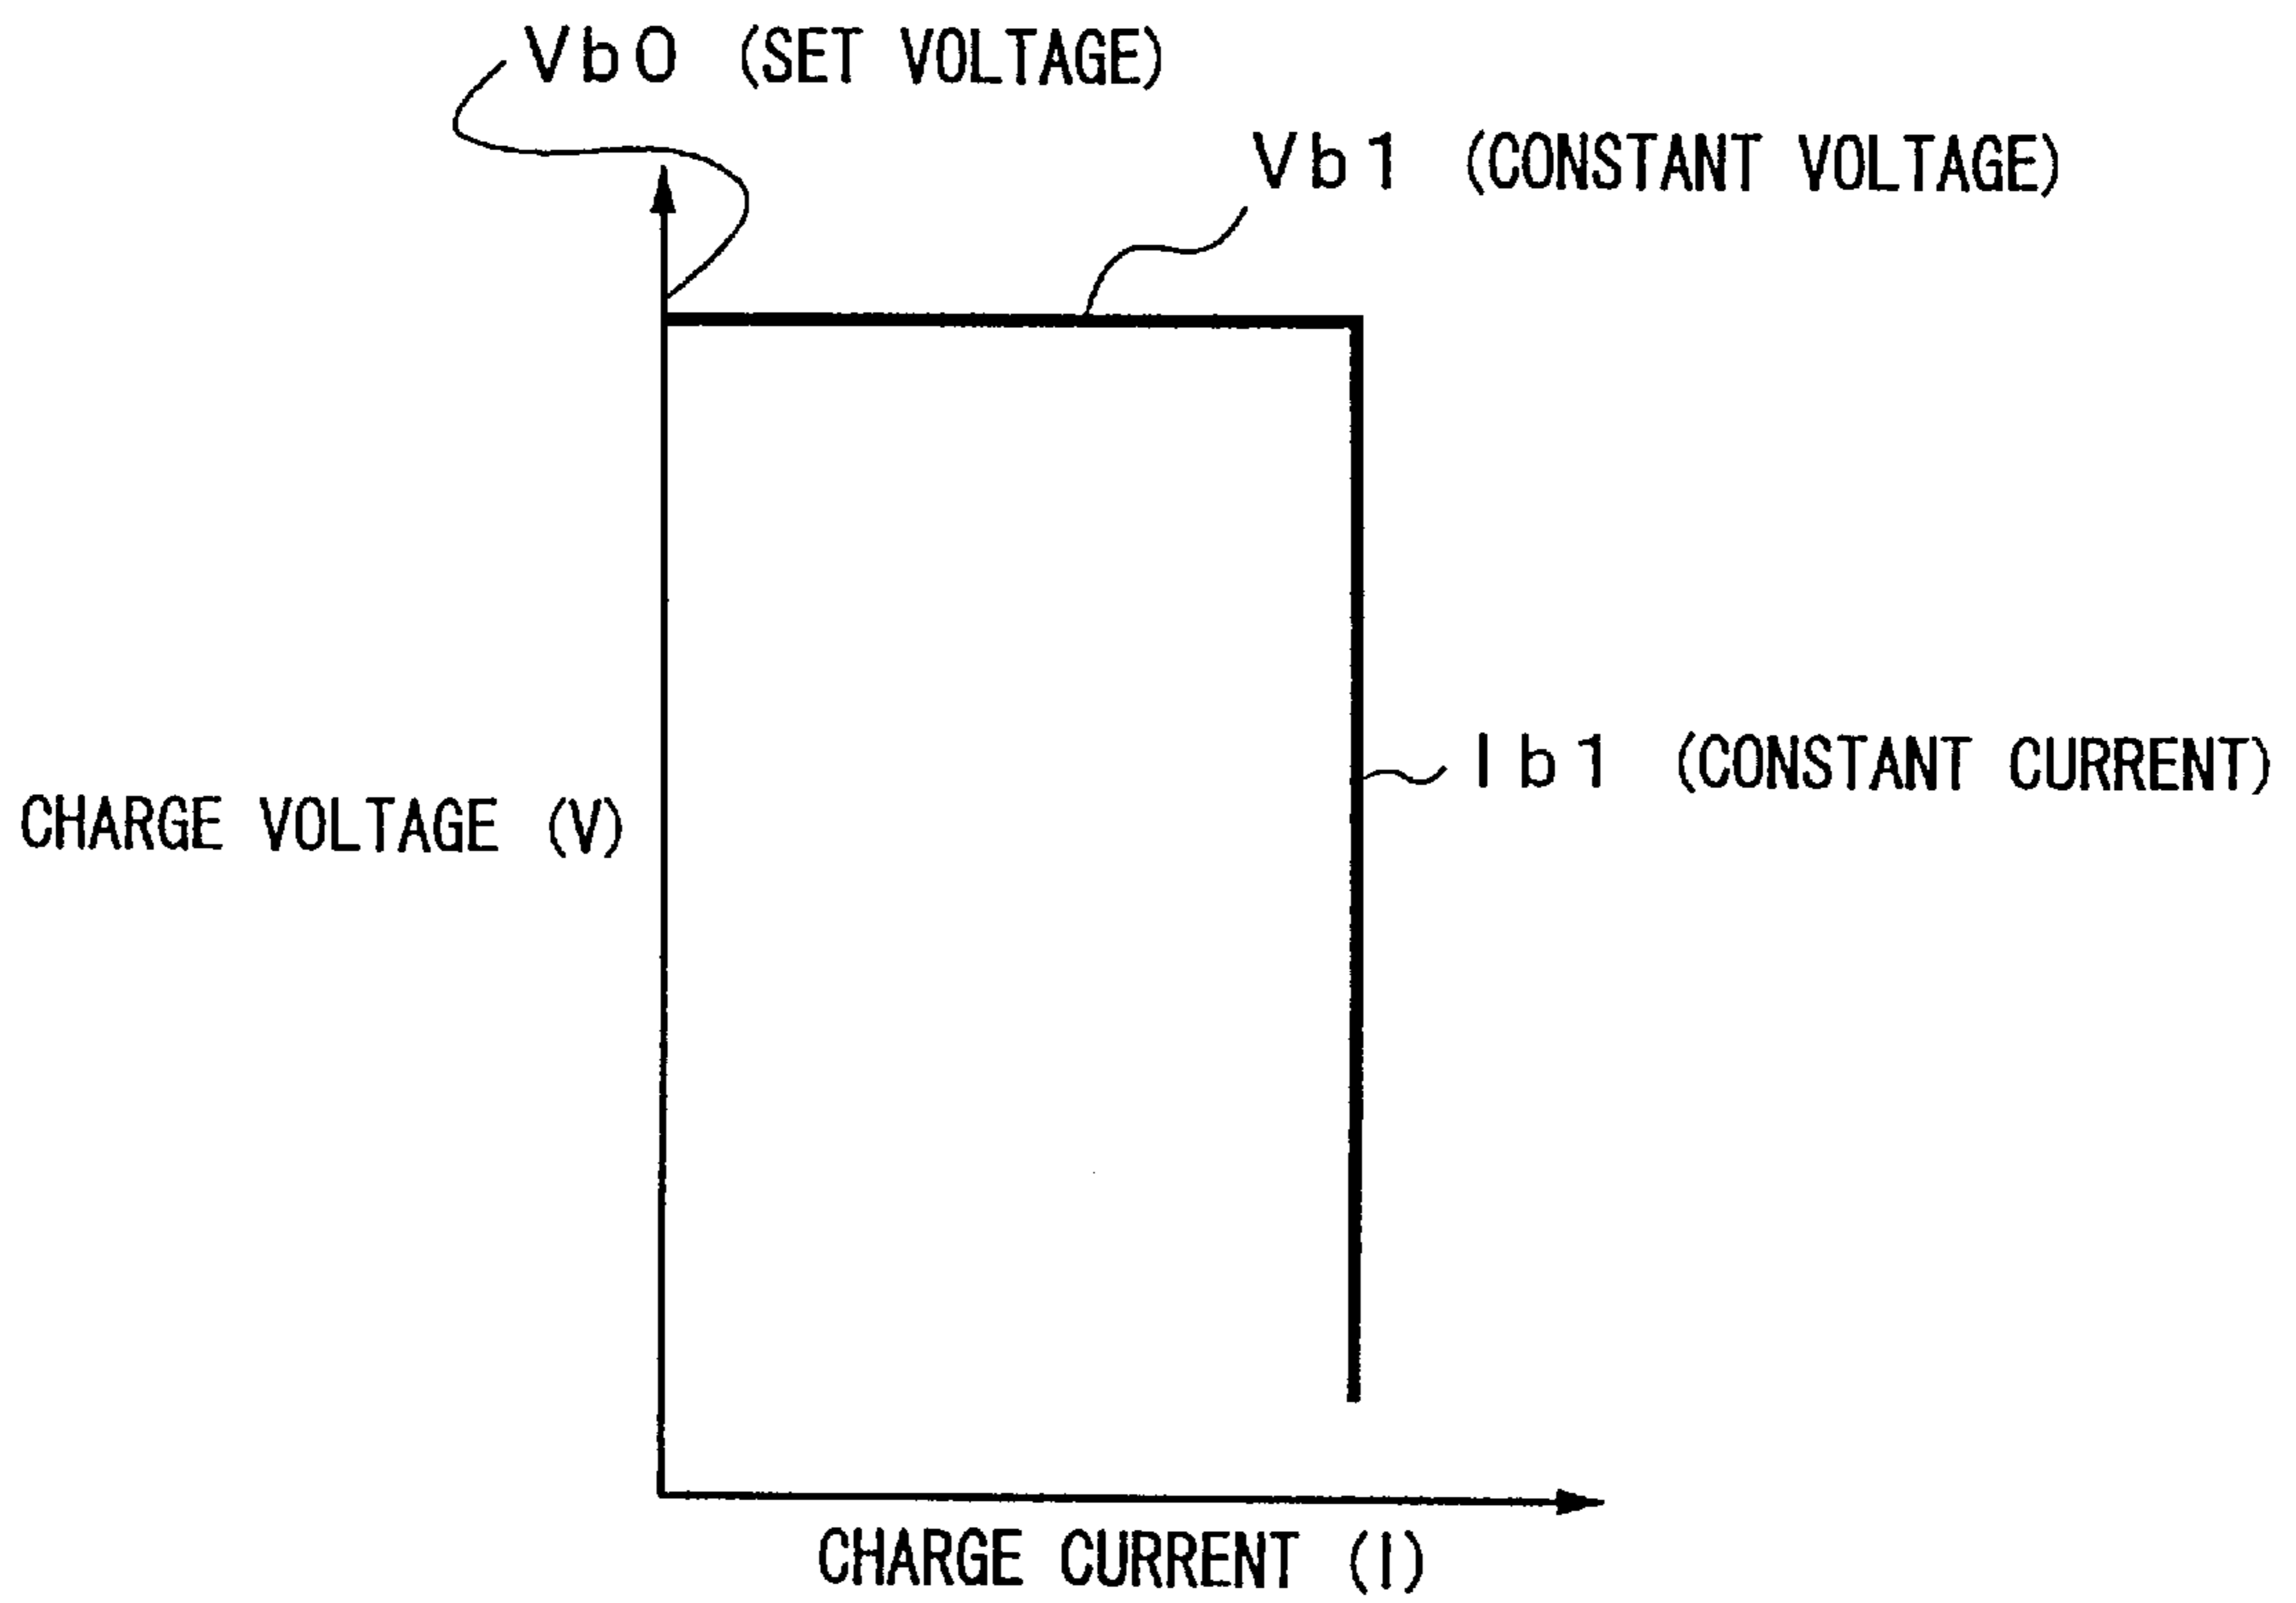 Vb0 (SET VOLTAGE)
Vb1 (CONSTANT VOLTAGE)
Ib1 (CONSTANT CURRENT)
CHARGE VOLTAGE (V)
CHARGE CURRENT (I)